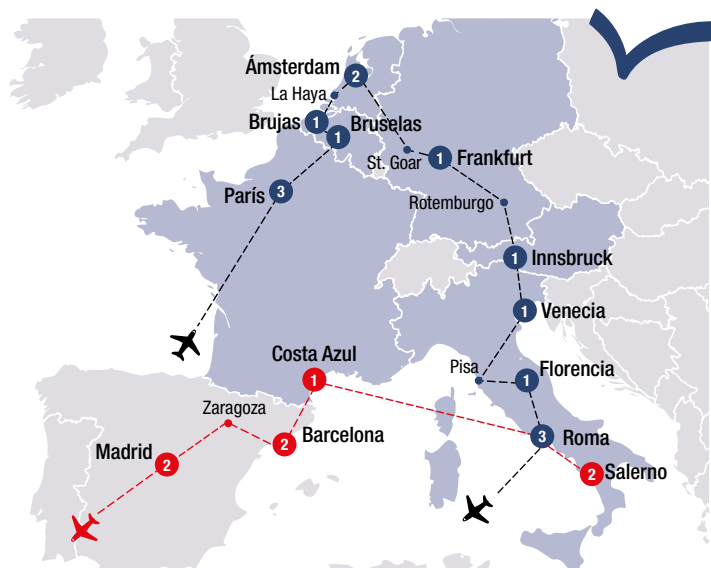 Ámsterdam
2
La Haya
Brujas
1
Bruselas
1
St. Goar
1
Frankfurt
París
3
Rotemburgo
1
Innsbruck
1
Venecia
Costa Azul
1
Pisa
Florencia
1
Zaragoza
Madrid
2
2
Barcelona
3
Roma
2
Salerno